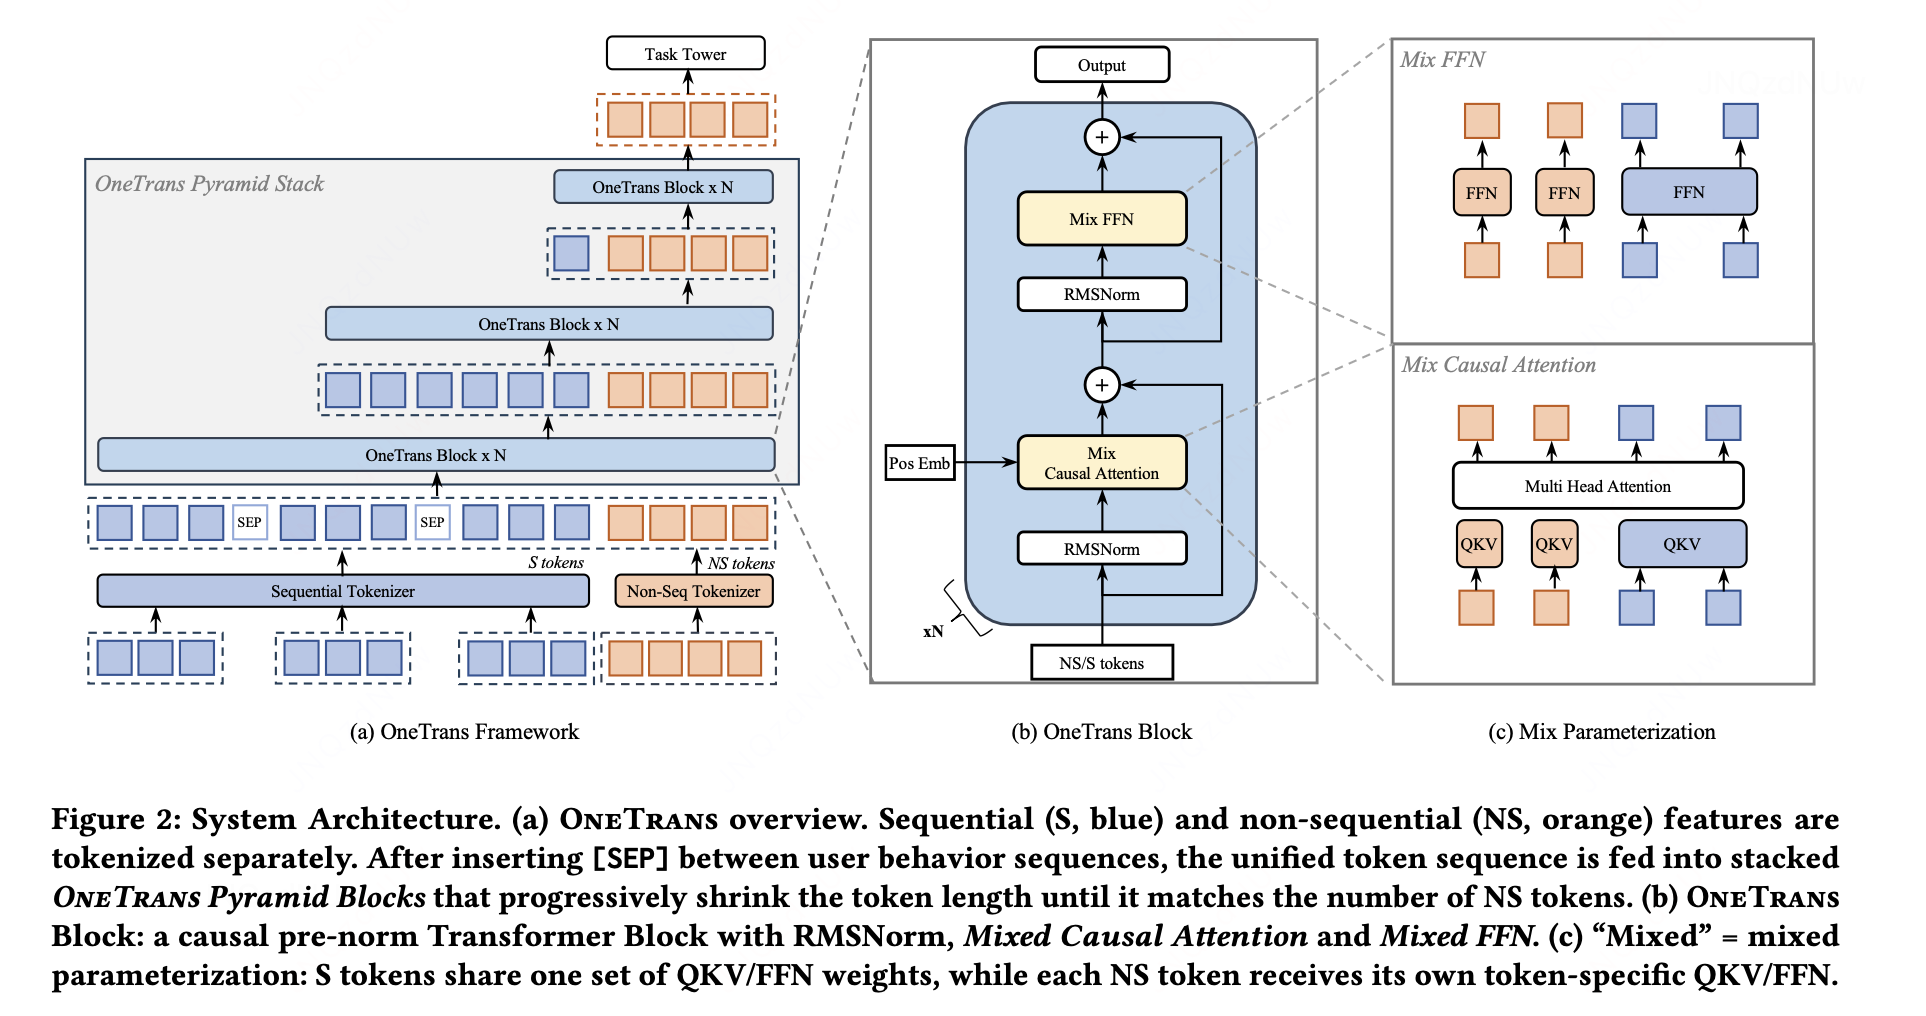 Task Tower
OneTrans Pyramid Stack
OneTrans Block x N
OneTrans Block x N
OneTrans Block x N
SEP
SEP
S tokens
NS tokens
Sequential Tokenizer
Non-Seq Tokenizer
(a) OneTrans Framework
Output
+
Mix FFN
RMSNorm
+
Pos Emb
Mix
Causal Attention
RMSNorm
xN
NS/S tokens
(b) OneTrans Block
Mix FFN
FFN
FFN
FFN
Mix Causal Attention
Multi Head Attention
QKV
QKV
QKV
(c) Mix Parameterization
Figure 2: System Architecture. (a) OneTrans overview. Sequential (S, blue) and non-sequential (NS, orange) features are
tokenized separately. After inserting [SEP] between user behavior sequences, the unified token sequence is fed into stacked
OneTrans Pyramid Blocks that progressively shrink the token length until it matches the number of NS tokens. (b) OneTrans
Block: a causal pre-norm Transformer Block with RMSNorm, Mixed Causal Attention and Mixed FFN. (c) “Mixed” = mixed
parameterization: S tokens share one set of QKV/FFN weights, while each NS token receives its own token-specific QKV/FFN.